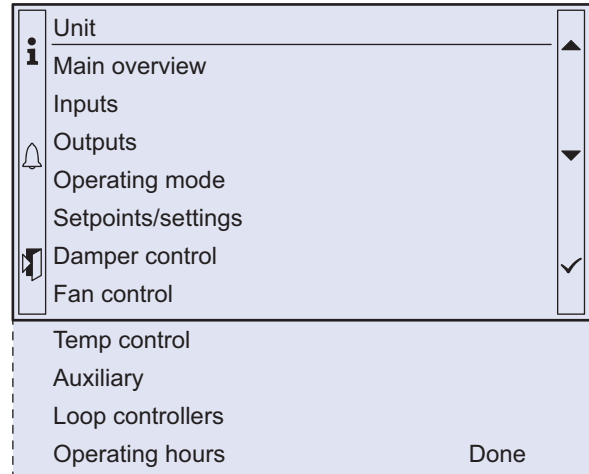 Unit
Main overview
Inputs
Outputs
Operating mode
Setpoints/settings
Damper control
Fan control
Temp control
Auxiliary
Loop controllers
Operating hours Done